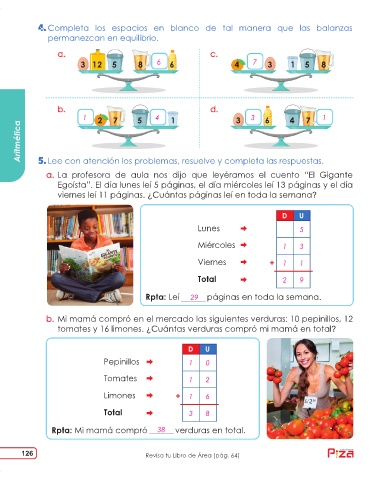 4. Completa los espacios en blanco de tal manera que las balanzas
permanezcan en equilibrio.
a.
3 12 5 8 6 6
c.
4 7 3 1 5 8
b.
1 2 7 5 4 1
d.
3 3 6 4 7 1
Aritmética
5. Lee con atención los problemas, resuelve y completa las respuestas.
a. La profesora de aula nos dijo que leyéramos el cuento "El Gigante
Egoísta". El día lunes leí 5 páginas, el día miércoles leí 13 páginas y el día
viernes leí 11 páginas. ¿Cuántas páginas leí en toda la semana?
D U
Lunes 5
Miércoles 1 3
Viernes + 1 1
Total 2 9
Rpta: Leí 29 páginas en toda la semana.
b. Mi mamá compró en el mercado las siguientes verduras: 10 pepinillos, 12
tomates y 16 limones. ¿Cuántas verduras compró mi mamá en total?
D U
Pepinillos 1 0
Tomates 1 2
Limones + 1 6
Total 3 8
Rpta: Mi mamá compró 38 verduras en total.
126
Revisa tu Libro de Área (pág. 64)